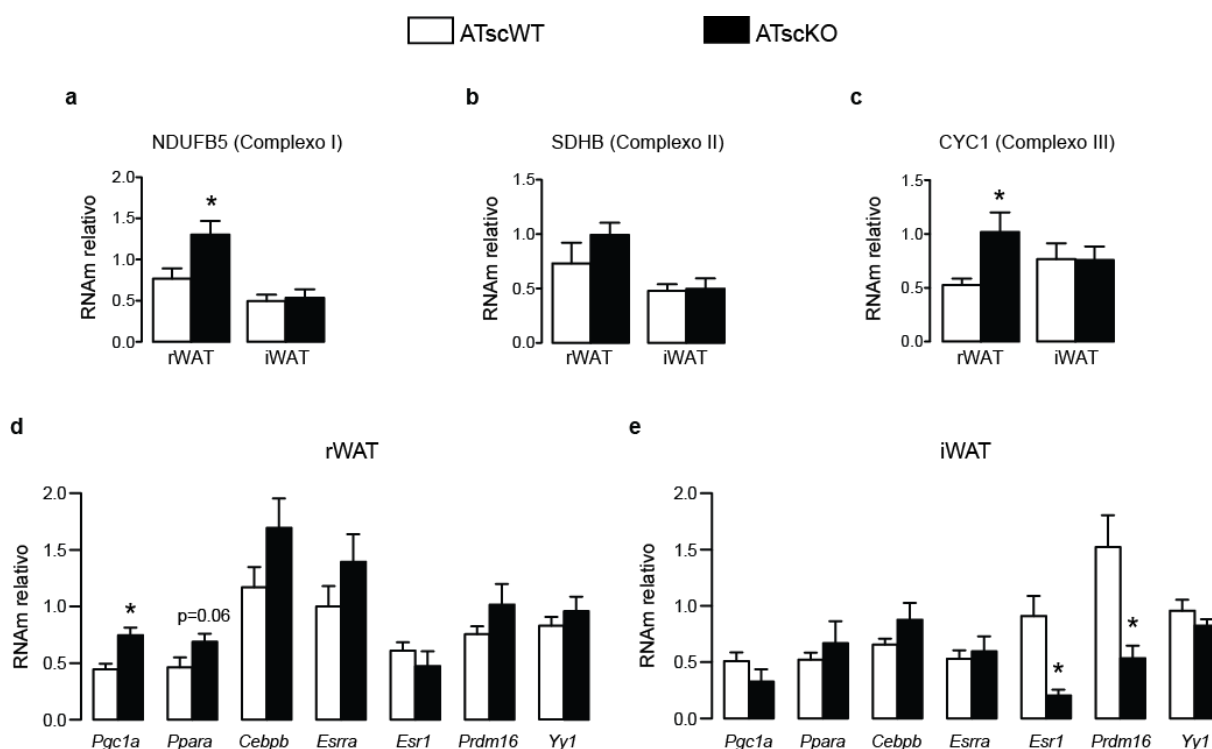 ATscWT ATscKO
a b c
NDUFB5 (Complexo I) SDHB (Complexo II) CYC1 (Complexo III)
RNAm relativo
2.0
1.5
1.0
0.5
0.0
*
rWAT iWAT
RNAm relativo
1.5
1.0
0.5
0.0
rWAT iWAT
RNAm relativo
1.5
1.0
0.5
0.0
*
rWAT iWAT
d e
rWAT iWAT
RNAm relativo
2.0
1.5
1.0
0.5
0.0
*
p=0.06
Pgc1a Ppara Cebpb Esrra Esr1 Prdm16 Yy1
RNAm relativo
2.0
1.5
1.0
0.5
0.0
*
*
Pgc1a Ppara Cebpb Esrra Esr1 Prdm16 Yy1